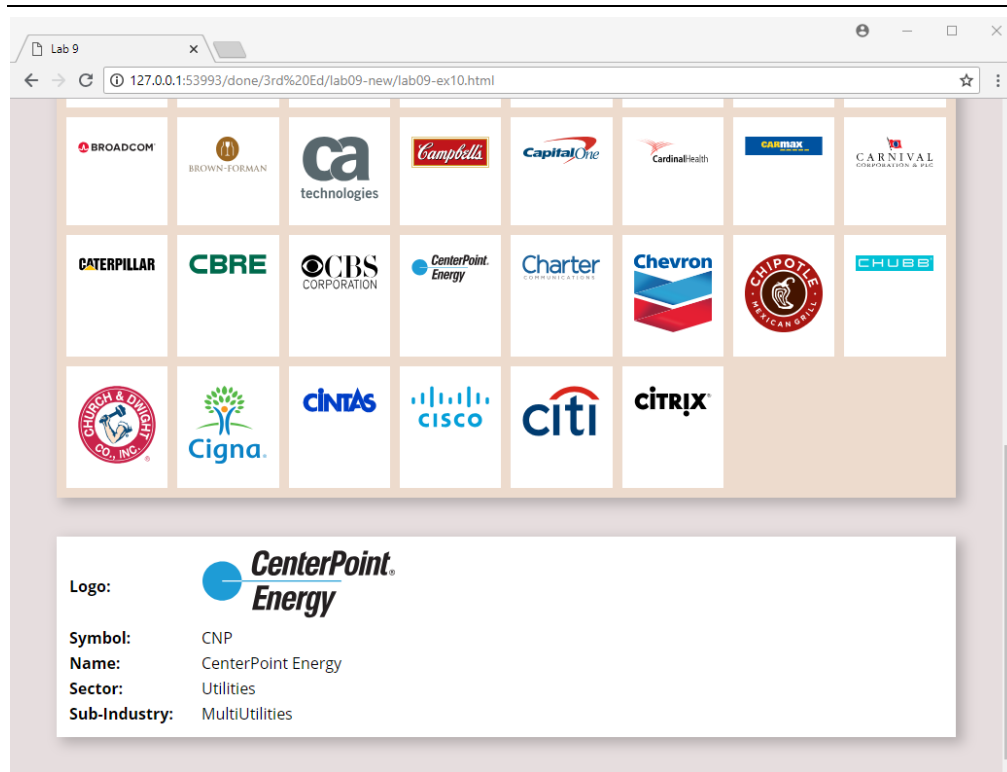 Lab 9
127.0.0.1:53993/done/3rd%20Ed/lab09-new/lab09-ex10.html
BROADCOM
BROWN-FORMAN
ca technologies
Campbell's
CapitalOne
CardinalHealth
CARMAX
CARNIVAL CORPORATION & PLC
CATERPILLAR
CBRE
CBS CORPORATION
CenterPoint. Energy
Charter COMMUNICATIONS
Chevron
CHIPOTLE MEXICAN GRILL
CHUBB
CHURCH & DWIGHT CO., INC.
Cigna.
CINTAS
CISCO
citi
CiTRIX
Logo:
CenterPoint.
Energy
Symbol: CNP
Name: CenterPoint Energy
Sector: Utilities
Sub-Industry: MultiUtilities